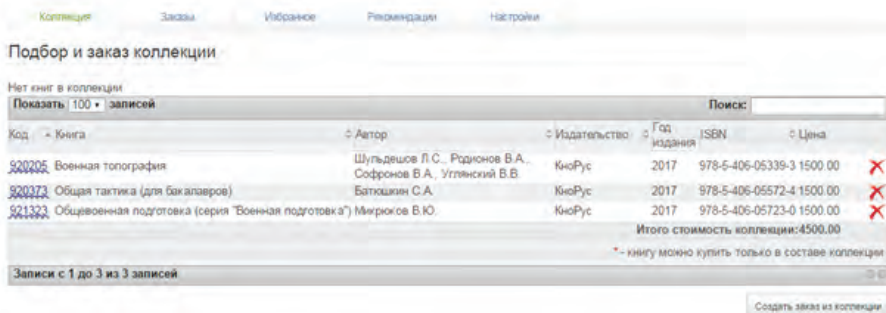 Коллекция Заказы Избранное Рекомендации Настройки
Подбор и заказ коллекции
Нет книг в коллекции
Показать 100 записей Поиск:
Код Книга Автор Издательство Год издания ISBN Цена
920205 Военная топография Шульдешов Л.С., Родионов В.А., Софронов В.А., Углянский В.В. КноРус 2017 978-5-406-05339-3 1500.00
920373 Общая тактика (для бакалавров) Батюшкин С.А. КноРус 2017 978-5-406-05572-4 1500.00
921323 Общевоенная подготовка (серия "Военная подготовка") Микрюков В.Ю. КноРус 2017 978-5-406-05723-0 1500.00
Итого стоимость коллекции:4500.00
* - книгу можно купить только в составе коллекции
Записи с 1 до 3 из 3 записей
Создать заказ из коллекции